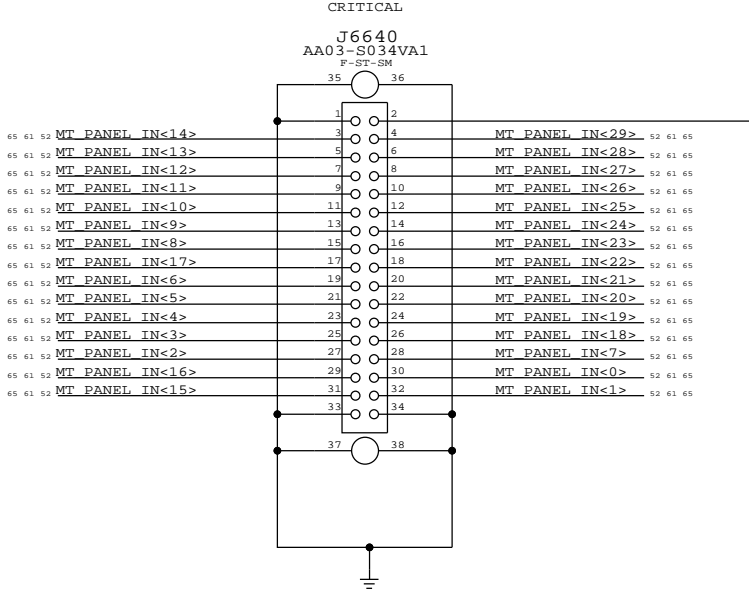 CRITICAL
J6640
AA03-S034VA1
F-ST-SM
35 36
1 2
65 61 52 MT_PANEL_IN<14> 3 4 MT_PANEL_IN<29> 52 61 65
65 61 52 MT_PANEL_IN<13> 5 6 MT_PANEL_IN<28> 52 61 65
65 61 52 MT_PANEL_IN<12> 7 8 MT_PANEL_IN<27> 52 61 65
65 61 52 MT_PANEL_IN<11> 9 10 MT_PANEL_IN<26> 52 61 65
65 61 52 MT_PANEL_IN<10> 11 12 MT_PANEL_IN<25> 52 61 65
65 61 52 MT_PANEL_IN<9> 13 14 MT_PANEL_IN<24> 52 61 65
65 61 52 MT_PANEL_IN<8> 15 16 MT_PANEL_IN<23> 52 61 65
65 61 52 MT_PANEL_IN<17> 17 18 MT_PANEL_IN<22> 52 61 65
65 61 52 MT_PANEL_IN<6> 19 20 MT_PANEL_IN<21> 52 61 65
65 61 52 MT_PANEL_IN<5> 21 22 MT_PANEL_IN<20> 52 61 65
65 61 52 MT_PANEL_IN<4> 23 24 MT_PANEL_IN<19> 52 61 65
65 61 52 MT_PANEL_IN<3> 25 26 MT_PANEL_IN<18> 52 61 65
65 61 52 MT_PANEL_IN<2> 27 28 MT_PANEL_IN<7> 52 61 65
65 61 52 MT_PANEL_IN<16> 29 30 MT_PANEL_IN<0> 52 61 65
65 61 52 MT_PANEL_IN<15> 31 32 MT_PANEL_IN<1> 52 61 65
33 34
37 38